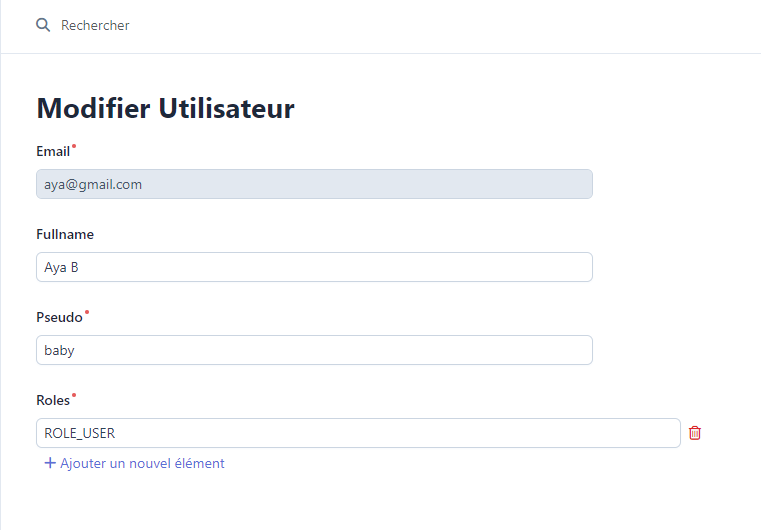 Rechercher
Modifier Utilisateur
Email
aya@gmail.com
Fullname
Aya B
Pseudo
baby
Roles
ROLE_USER
+ Ajouter un nouvel élément